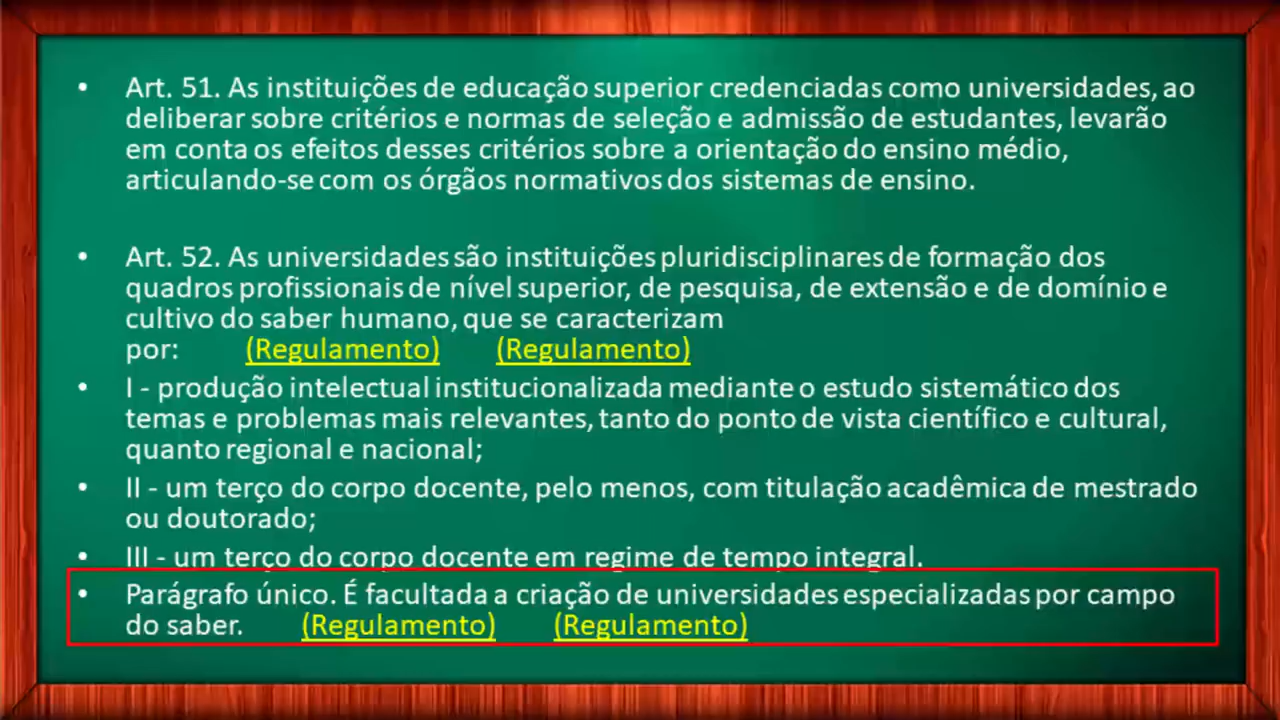 • Art. 51. As instituições de educação superior credenciadas como universidades, ao
deliberar sobre critérios e normas de seleção e admissão de estudantes, levarão
em conta os efeitos desses critérios sobre a orientação do ensino médio,
articulando-se com os órgãos normativos dos sistemas de ensino.
• Art. 52. As universidades são instituições pluridisciplinares de formação dos
quadros profissionais de nível superior, de pesquisa, de extensão e de domínio e
cultivo do saber humano, que se caracterizam
por: (Regulamento) (Regulamento)
• I - produção intelectual institucionalizada mediante o estudo sistemático dos
temas e problemas mais relevantes, tanto do ponto de vista científico e cultural,
quanto regional e nacional;
• II - um terço do corpo docente, pelo menos, com titulação acadêmica de mestrado
ou doutorado;
• III - um terço do corpo docente em regime de tempo integral.
• Parágrafo único. É facultada a criação de universidades especializadas por campo
do saber. (Regulamento) (Regulamento)